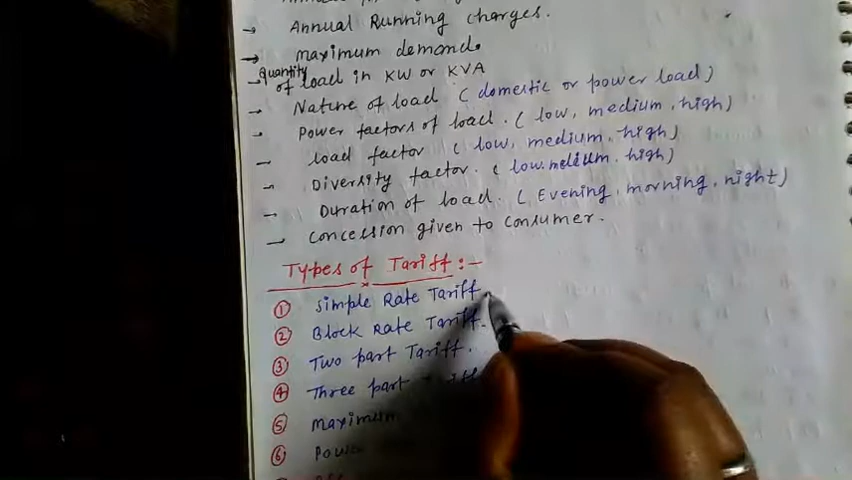 → Annual Running charges.
→ maximum demand.
→ Quantity of load in KW or KVA
→ Nature of load (domestic or power load)
→ Power factors of load. (low, medium, high)
→ load factor (low, medium, high)
→ Diversity factor. (low, medium, high)
→ Duration of load. (Evening, morning, night)
→ Concession given to consumer.
Types of Tariff :-
① Simple Rate Tariff.
② Block Rate Tariff.
③ Two part Tariff.
④ Three part Tariff
⑤ Maximum
⑥